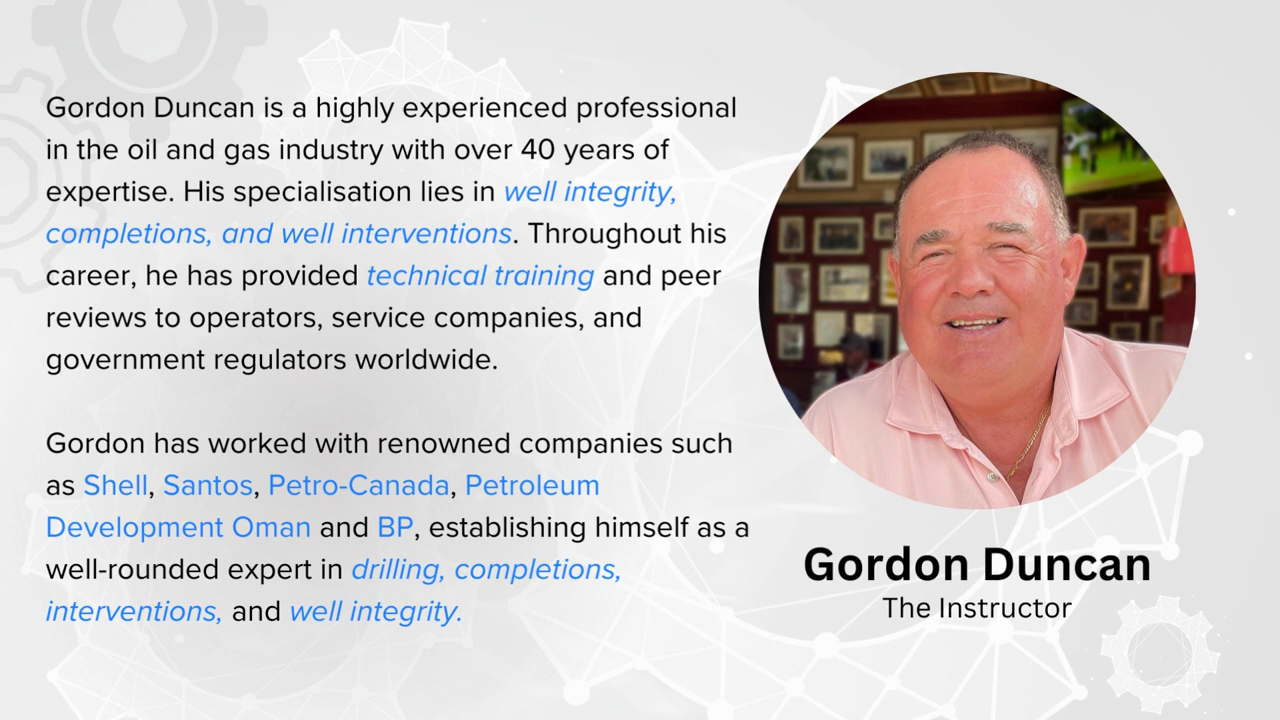 Gordon Duncan is a highly experienced professional
in the oil and gas industry with over 40 years of
expertise. His specialisation lies in well integrity,
completions, and well interventions. Throughout his
career, he has provided technical training and peer
reviews to operators, service companies, and
government regulators worldwide.
Gordon has worked with renowned companies such
as Shell, Santos, Petro-Canada, Petroleum
Development Oman and BP, establishing himself as a
well-rounded expert in drilling, completions,
interventions, and well integrity.
Gordon Duncan
The Instructor